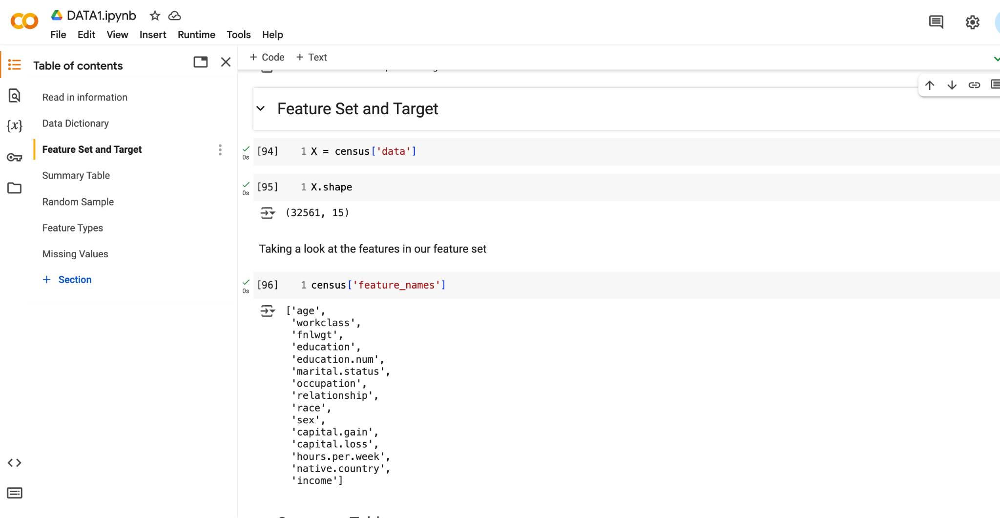 DATA1.ipynb
File Edit View Insert Runtime Tools Help
Table of contents
Read in information
Data Dictionary
Feature Set and Target
Summary Table
Random Sample
Feature Types
Missing Values
+ Section
+ Code + Text
Feature Set and Target
0s [94] 1 X = census['data']
0s [95] 1 X.shape
(32561, 15)
Taking a look at the features in our feature set
0s [96] 1 census['feature_names']
['age',
'workclass',
'fnlwgt',
'education',
'education.num',
'marital.status',
'occupation',
'relationship',
'race',
'sex',
'capital.gain',
'capital.loss',
'hours.per.week',
'native.country',
'income']